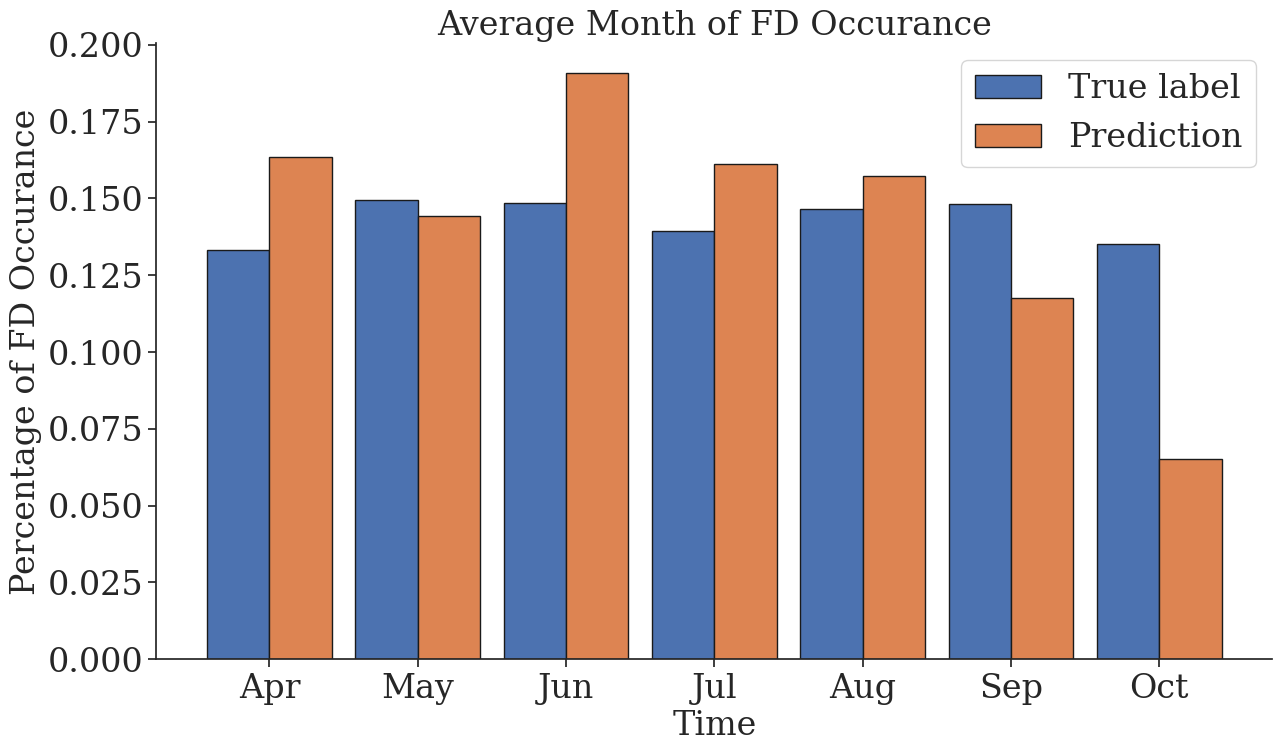 Average Month of FD Occurance
True label
Prediction
Percentage of FD Occurance
0.200
0.175
0.150
0.125
0.100
0.075
0.050
0.025
0.000
Apr May Jun Jul Aug Sep Oct
Time